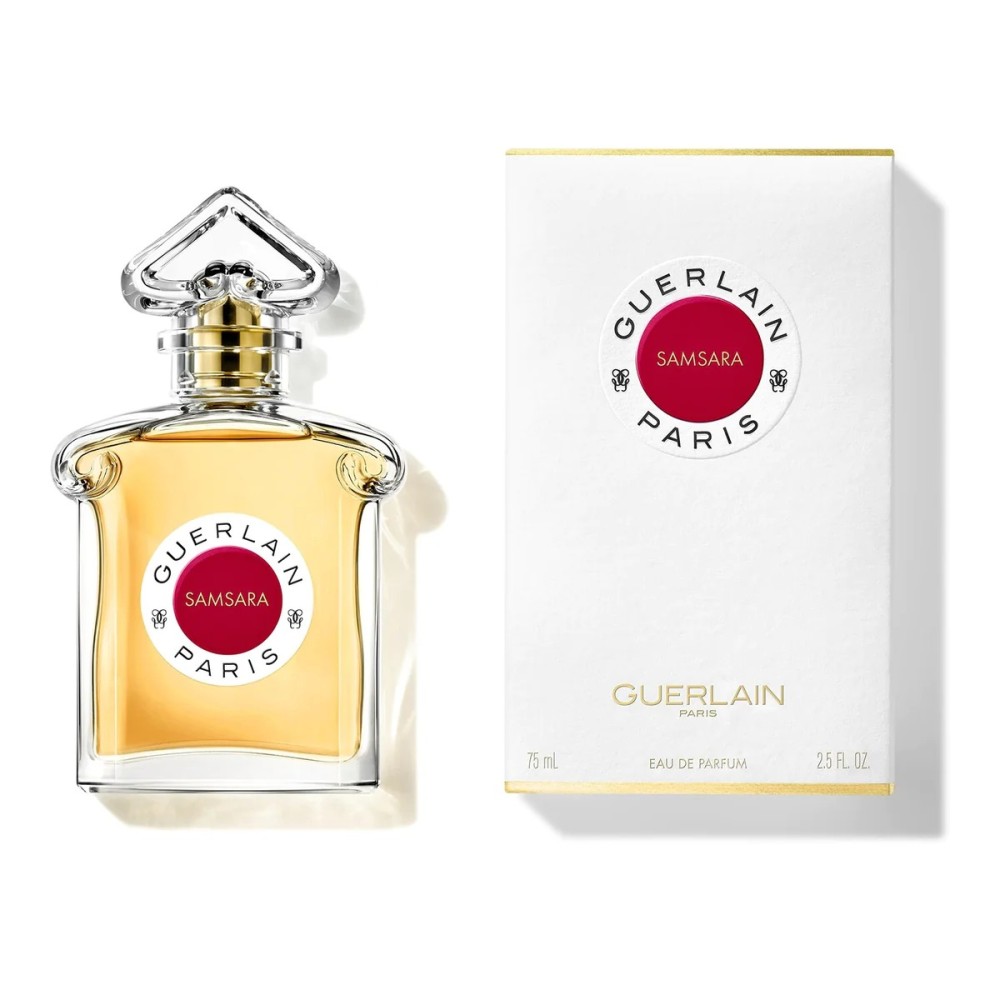 GUERLAIN
SAMSARA
PARIS
GUERLAIN
SAMSARA
PARIS
GUERLAIN
PARIS
75 mL
EAU DE PARFUM
2.5 FL. OZ.